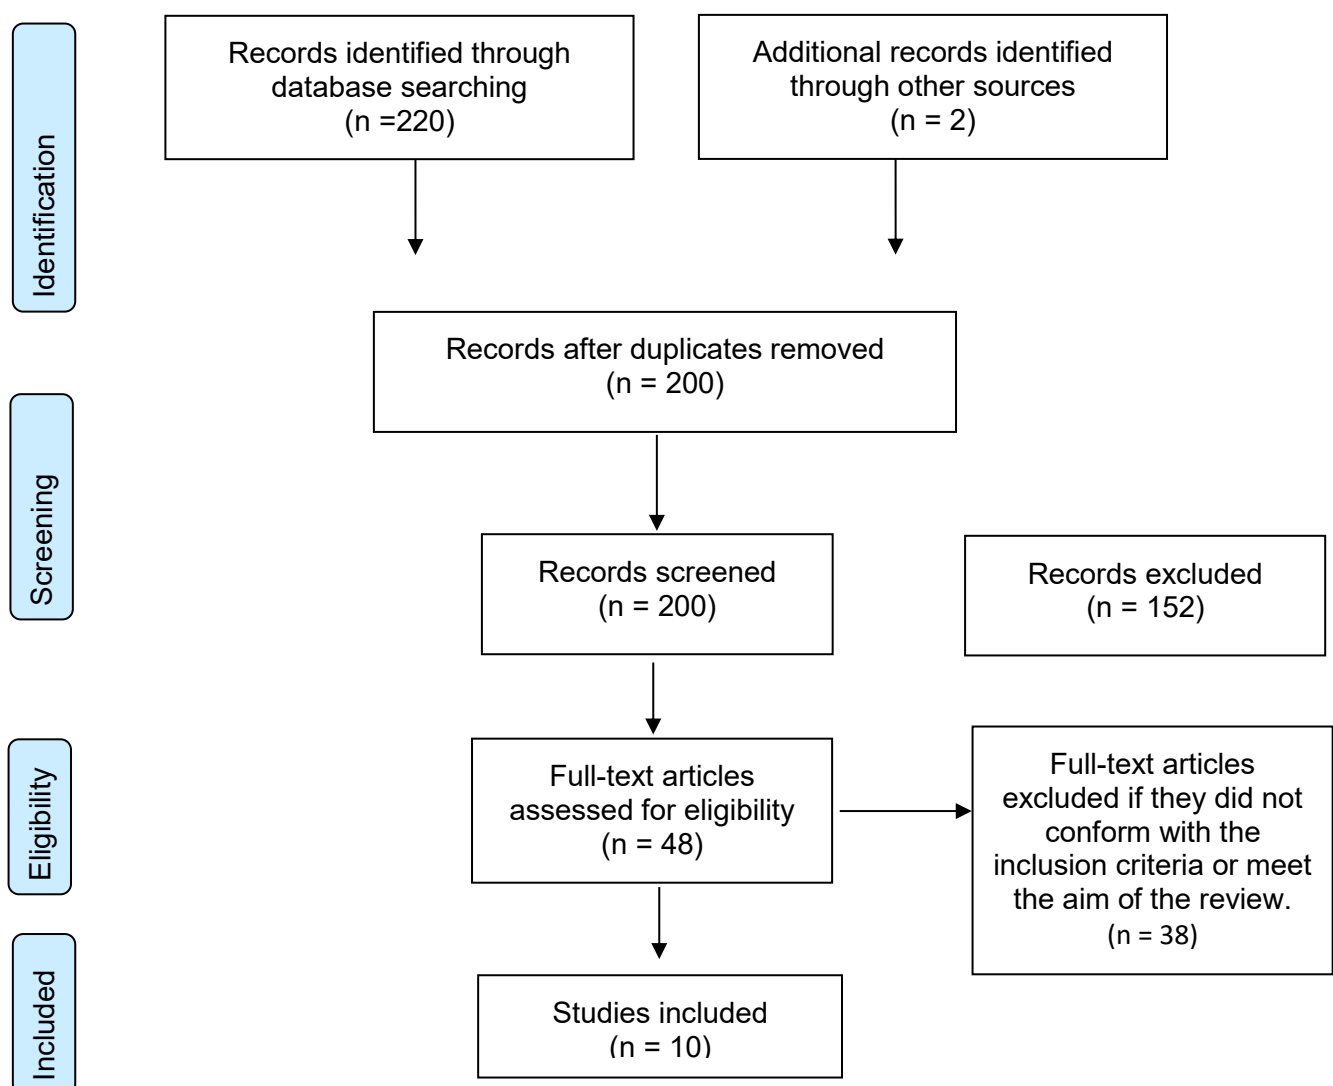 Identification
Records identified through
database searching
(n =220)
Additional records identified
through other sources
(n = 2)
Records after duplicates removed
(n = 200)
Screening
Records screened
(n = 200)
Records excluded
(n = 152)
Eligibility
Full-text articles
assessed for eligibility
(n = 48)
Full-text articles
excluded if they did not
conform with the
inclusion criteria or meet
the aim of the review.
(n = 38)
Included
Studies included
(n = 10)